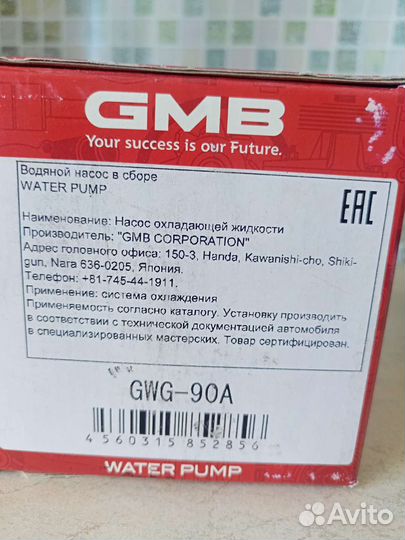 GMB
Your success is our Future.
Водяной насос в сборе
WATER PUMP
EAC
Наименование: Насос охлаждающей жидкости
Производитель: "GMB CORPORATION"
Адрес головного офиса: 150-3, Handa, Kawanishi-cho, Shiki-
gun, Nara 636-0205, Япония.
Телефон: +81-745-44-1911.
Применение: система охлаждения
Применяемость согласно каталогу. Установку производить
в соответствии с технической документацией автомобиля
в специализированных мастерских. Товар сертифицирован.
GWG-90A
4560315852856
WATER PUMP
Avito